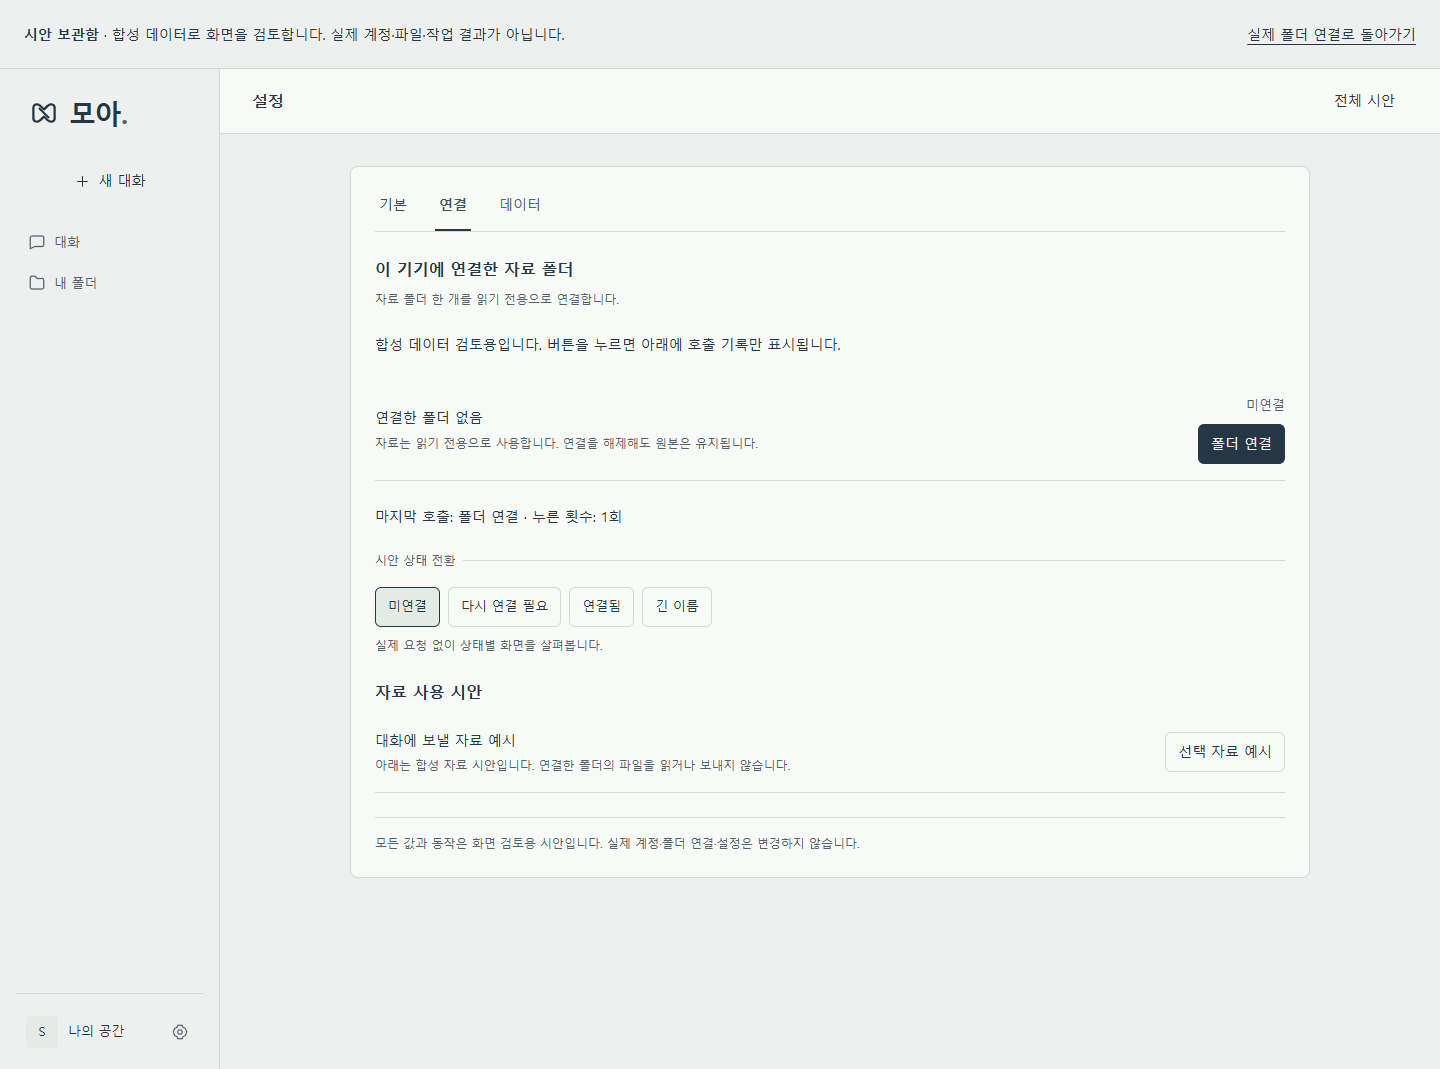 시안 보관함 · 합성 데이터로 화면을 검토합니다. 실제 계정·파일·작업 결과가 아닙니다.
실제 폴더 연결로 돌아가기
모아.
설정
전체 시안
새 대화
대화
내 폴더
기본
연결
데이터
이 기기에 연결한 자료 폴더
자료 폴더 한 개를 읽기 전용으로 연결합니다.
합성 데이터 검토용입니다. 버튼을 누르면 아래에 호출 기록만 표시됩니다.
미연결
연결한 폴더 없음
자료는 읽기 전용으로 사용합니다. 연결을 해제해도 원본은 유지됩니다.
폴더 연결
마지막 호출: 폴더 연결 · 누른 횟수: 1회
시안 상태 전환
미연결
다시 연결 필요
연결됨
긴 이름
실제 요청 없이 상태별 화면을 살펴봅니다.
자료 사용 시안
대화에 보낼 자료 예시
아래는 합성 자료 시안입니다. 연결한 폴더의 파일을 읽거나 보내지 않습니다.
선택 자료 예시
모든 값과 동작은 화면 검토용 시안입니다. 실제 계정·폴더 연결·설정은 변경하지 않습니다.
S
나의 공간